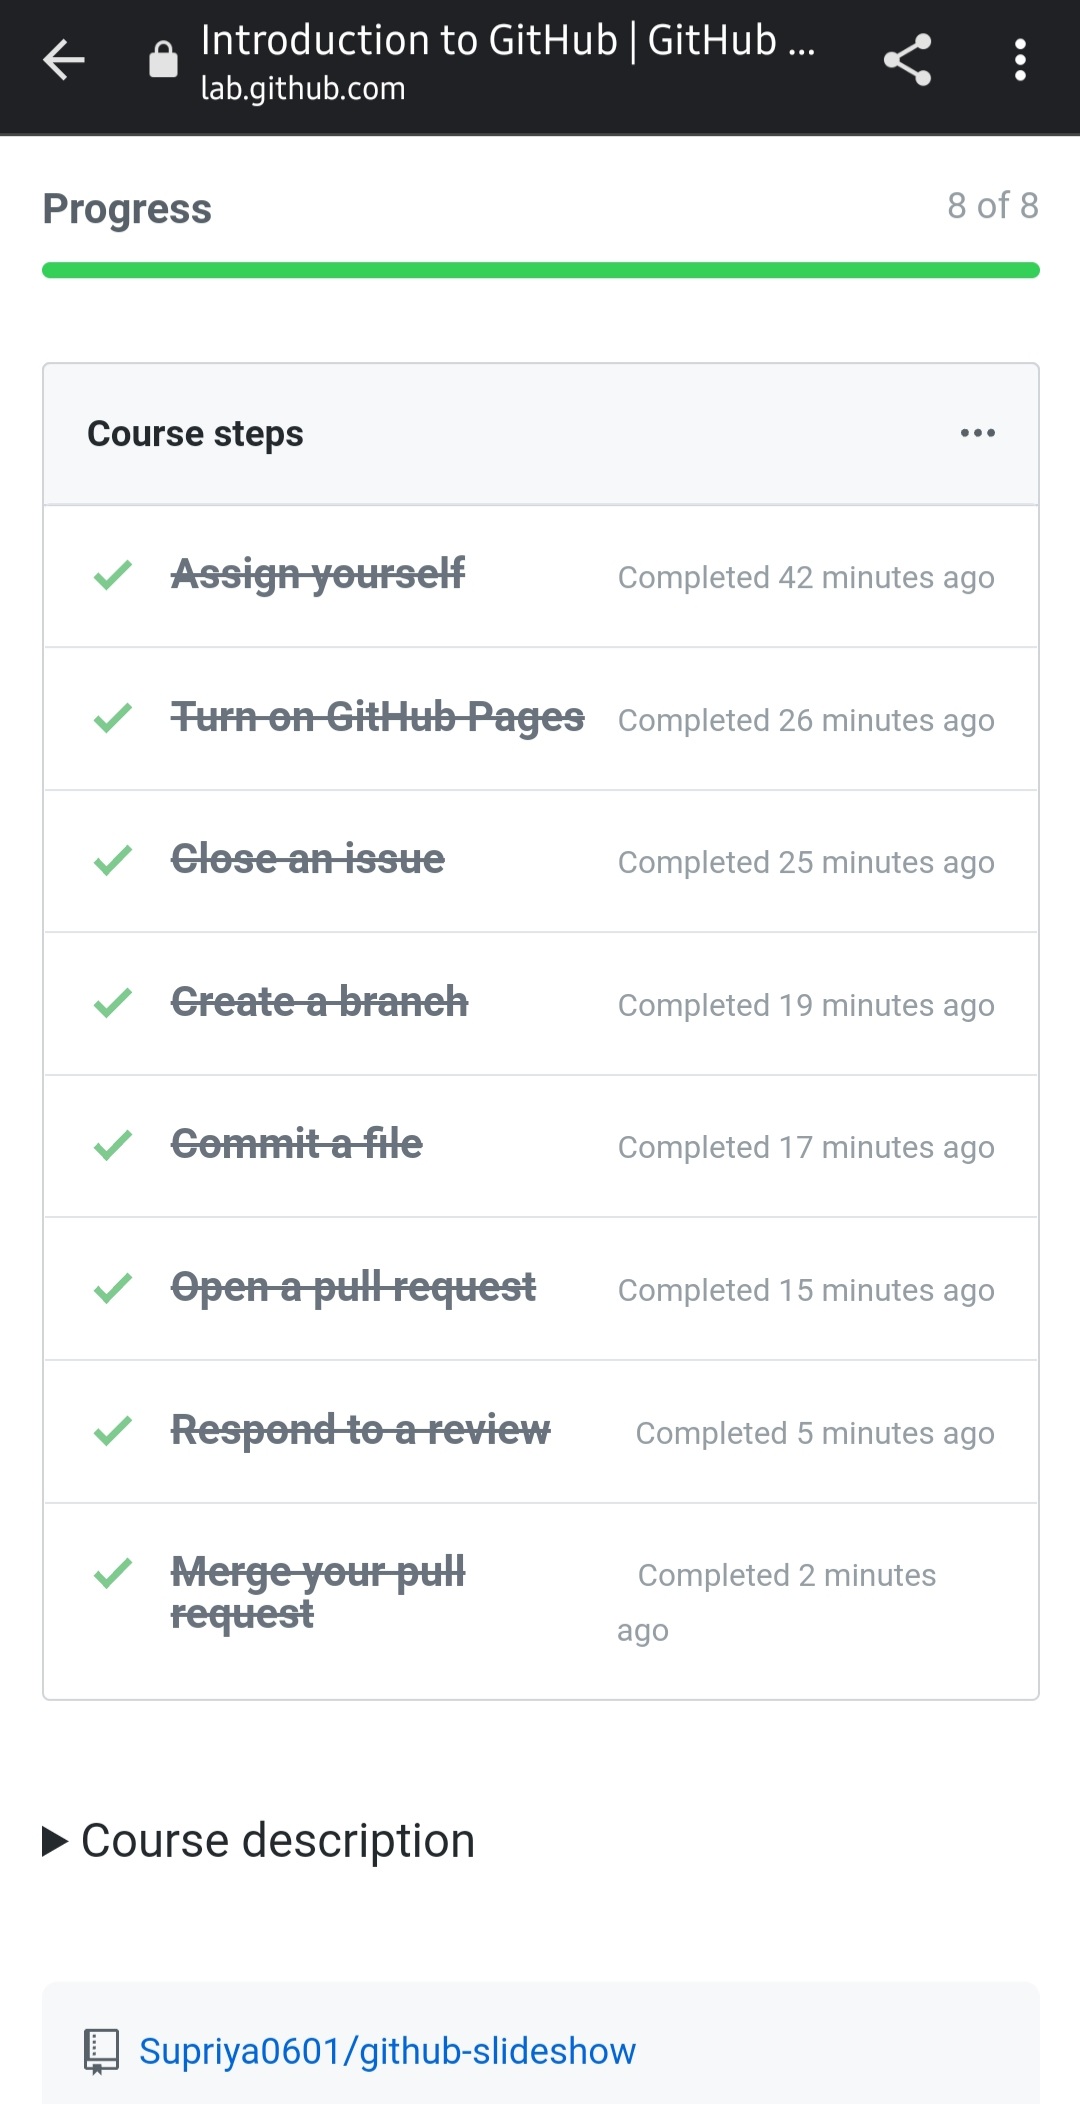 Introduction to GitHub | GitHub ...
lab.github.com
Progress
8 of 8
Course steps
Assign yourself
Completed 42 minutes ago
Turn on GitHub Pages
Completed 26 minutes ago
Close an issue
Completed 25 minutes ago
Create a branch
Completed 19 minutes ago
Commit a file
Completed 17 minutes ago
Open a pull request
Completed 15 minutes ago
Respond to a review
Completed 5 minutes ago
Merge your pull
request
Completed 2 minutes
ago
Course description
Supriya0601/github-slideshow